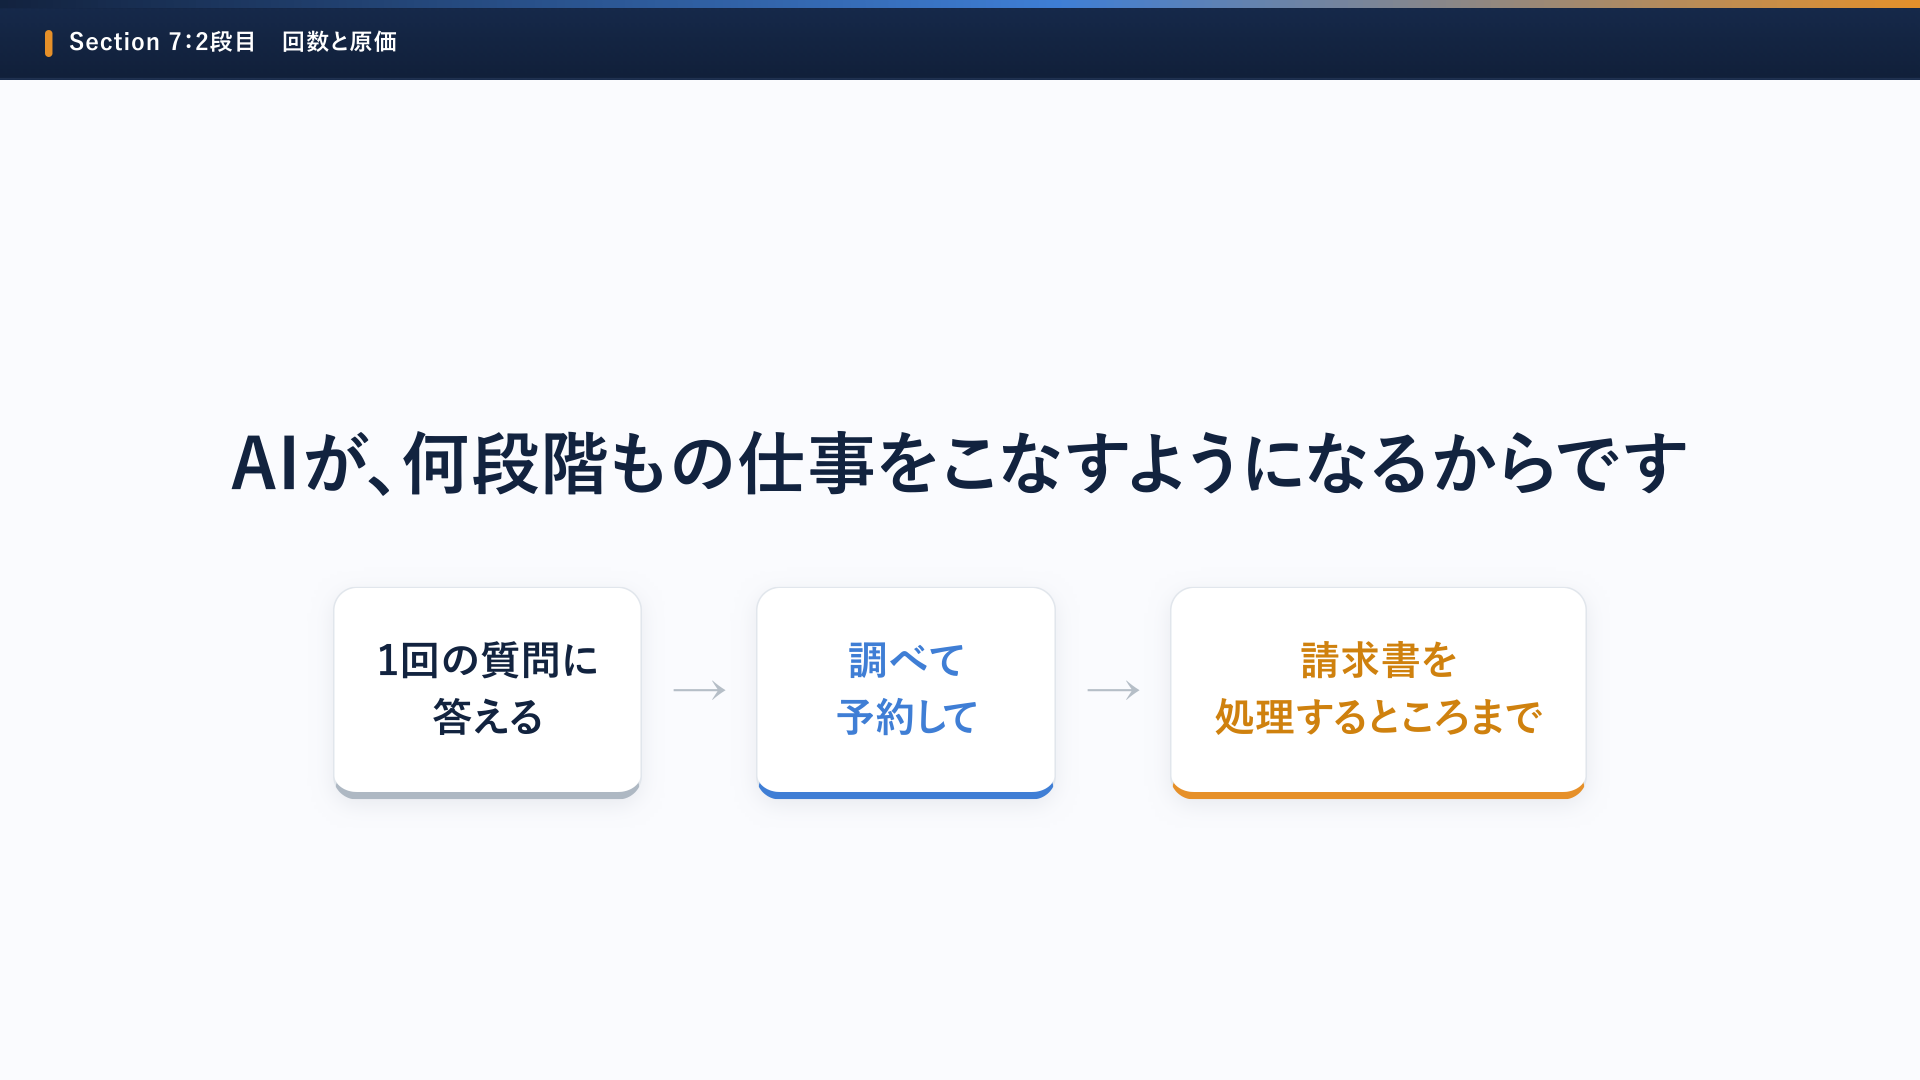 Section 7：2段目　回数と原価
AIが、何段階もの仕事をこなすようになるからです
1回の質問に
答える
→
調べて
予約して
→
請求書を
処理するところまで